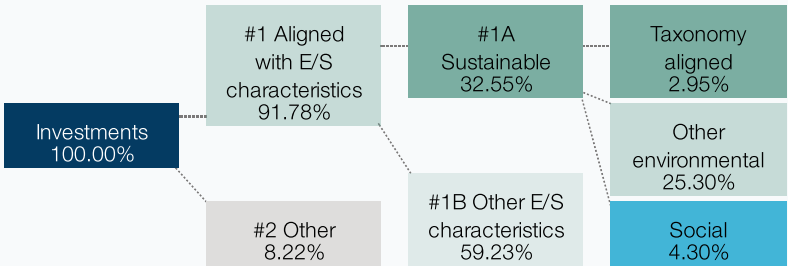 Investments
100.00%
#1 Aligned
with E/S
characteristics
91.78%
#2 Other
8.22%
#1A
Sustainable
32.55%
#1B Other E/S
characteristics
59.23%
Taxonomy
aligned
2.95%
Other
environmental
25.30%
Social
4.30%